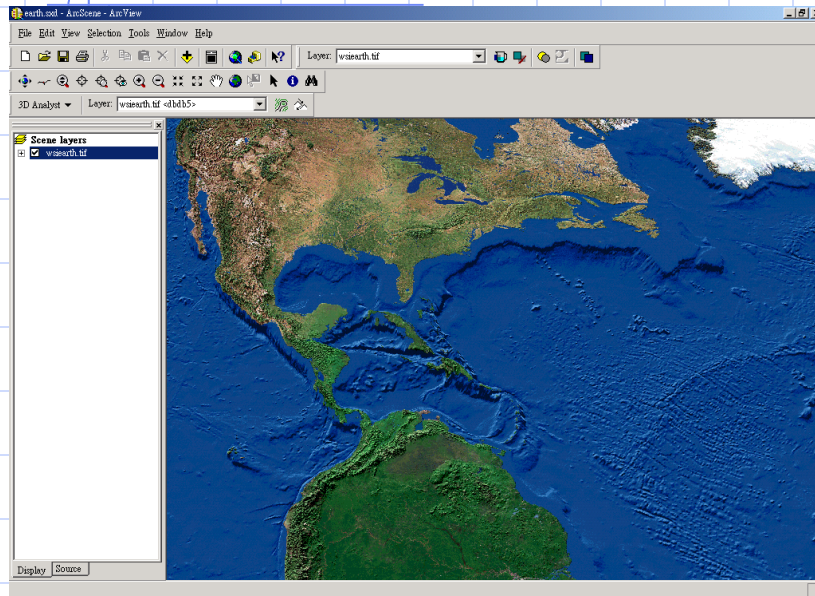 earth.sxd - ArcScene - ArcView
File Edit View Selection Tools Window Help
Layer: wsiearth.tif
3D Analyst Layer: wsiearth.tif <dbdb5>
Scene layers
wsiearth.tif
Display Source